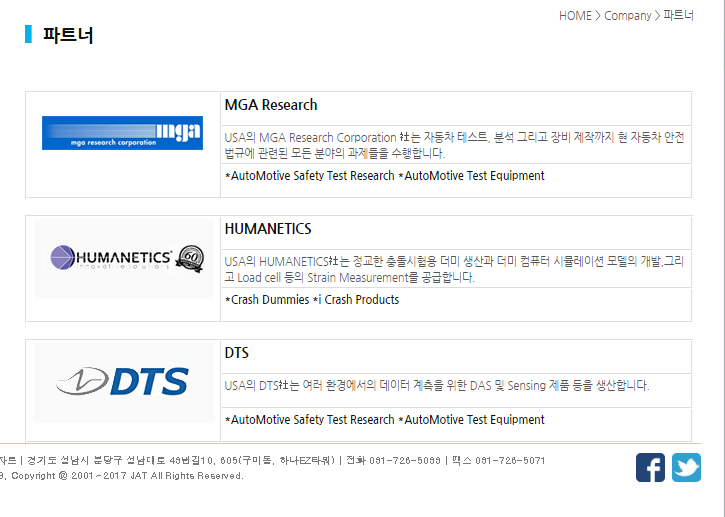 HOME > Company > 파트너
파트너
mga
mga research corporation
MGA Research
USA의 MGA Research Corporation 社는 자동차 테스트, 분석 그리고 장비 제작까지 현 자동차 안전
법규에 관련된 모든 분야의 과제들을 수행합니다.
*AutoMotive Safety Test Research *AutoMotive Test Equipment
HUMANETICS
innovative solutions
60
HUMANETICS
USA의 HUMANETICS社는 정교한 충돌시험용 더미 생산과 더미 컴퓨터 시뮬레이션 모델의 개발,그리
고 Load cell 등의 Strain Measurement를 공급합니다.
*Crash Dummies *i Crash Products
DTS
DTS
USA의 DTS社는 여러 환경에서의 데이터 계측을 위한 DAS 및 Sensing 제품 등을 생산합니다.
*AutoMotive Safety Test Research *AutoMotive Test Equipment
자트 | 경기도 성남시 분당구 성남대로 43번길10, 605(구미동, 하나EZ타워) | 전화 031-726-5099 | 팩스 031-726-5071
, Copyright © 2001-2017 JAT All Rights Reserved.